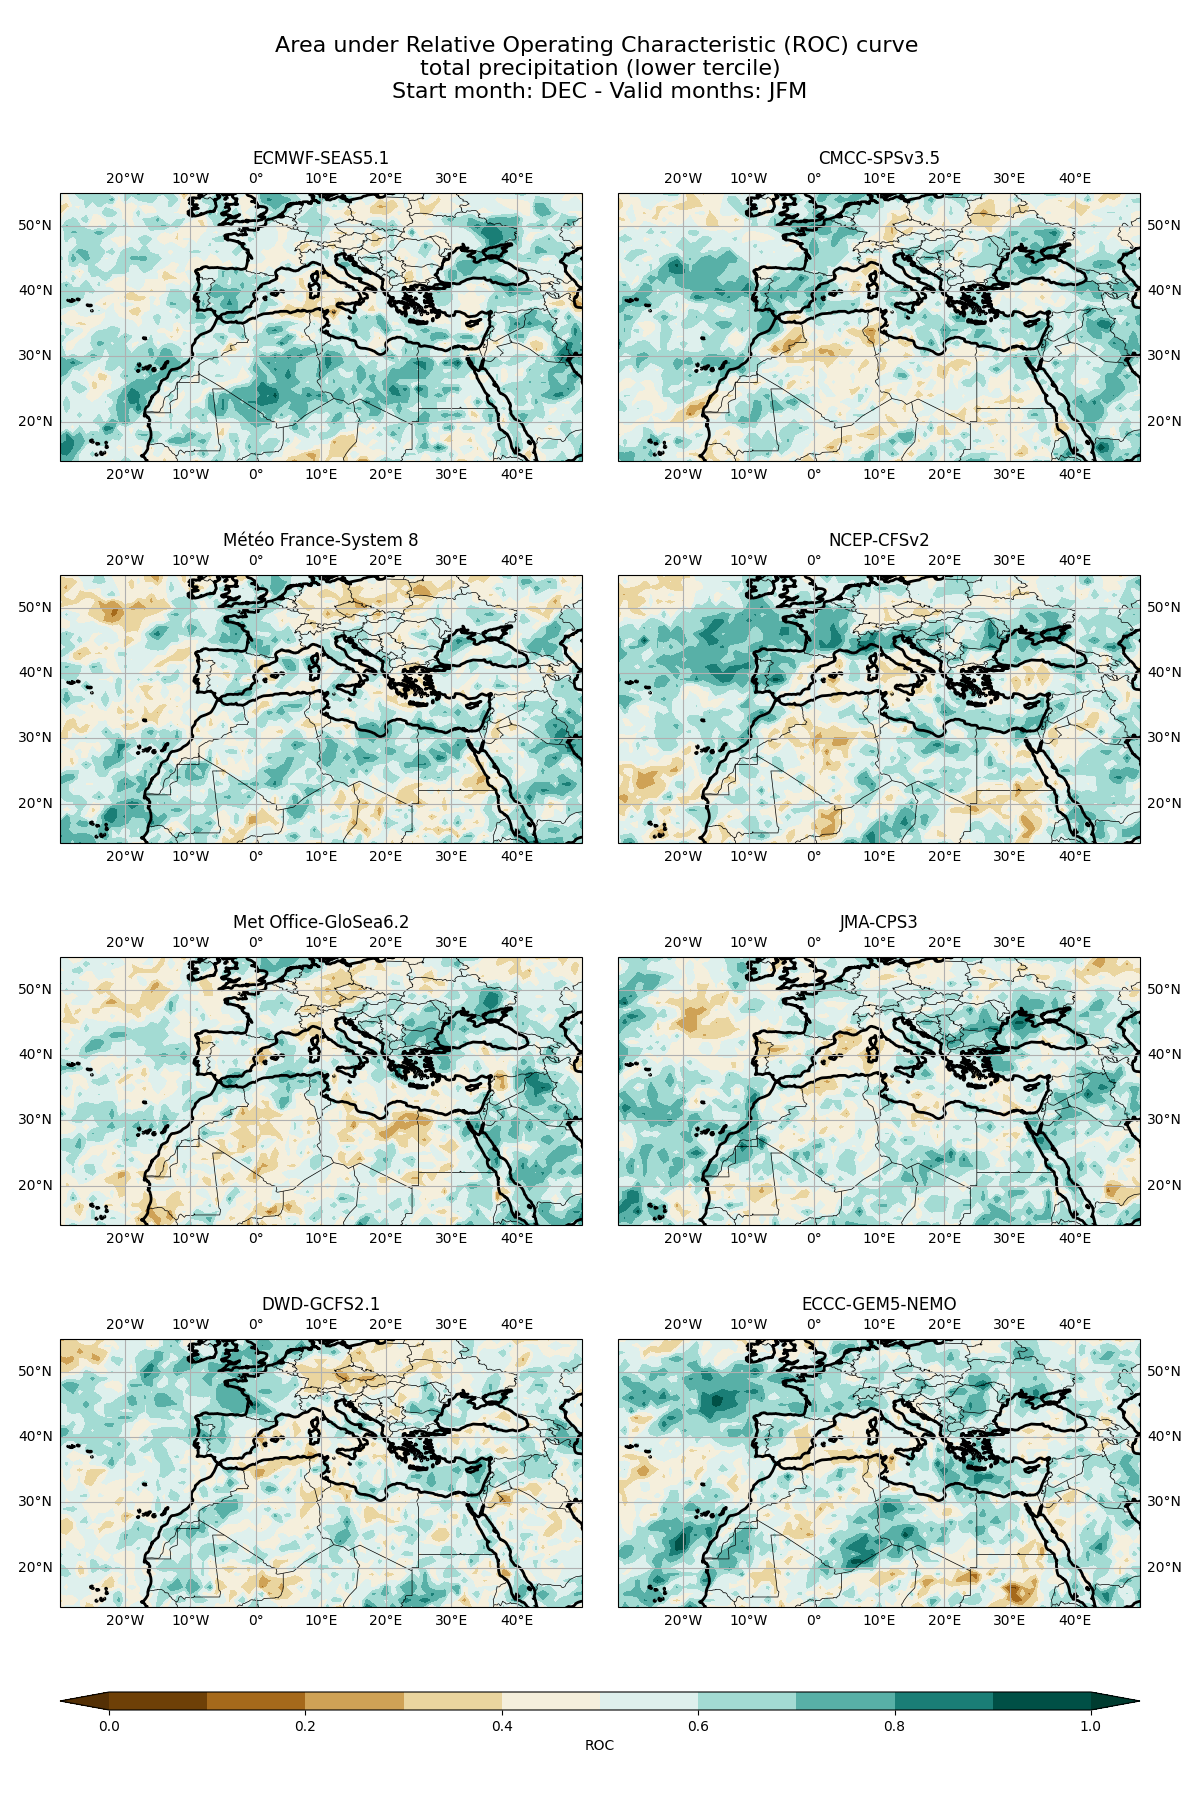 Area under Relative Operating Characteristic (ROC) curve
total precipitation (lower tercile)
Start month: DEC - Valid months: JFM
ECMWF-SEAS5.1
20°W 10°W 0° 10°E 20°E 30°E 40°E
50°N
40°N
30°N
20°N
20°W 10°W 0° 10°E 20°E 30°E 40°E
CMCC-SPSv3.5
20°W 10°W 0° 10°E 20°E 30°E 40°E
50°N
40°N
30°N
20°N
20°W 10°W 0° 10°E 20°E 30°E 40°E
Météo France-System 8
20°W 10°W 0° 10°E 20°E 30°E 40°E
50°N
40°N
30°N
20°N
20°W 10°W 0° 10°E 20°E 30°E 40°E
NCEP-CFSv2
20°W 10°W 0° 10°E 20°E 30°E 40°E
50°N
40°N
30°N
20°N
20°W 10°W 0° 10°E 20°E 30°E 40°E
Met Office-GloSea6.2
20°W 10°W 0° 10°E 20°E 30°E 40°E
50°N
40°N
30°N
20°N
20°W 10°W 0° 10°E 20°E 30°E 40°E
JMA-CPS3
20°W 10°W 0° 10°E 20°E 30°E 40°E
50°N
40°N
30°N
20°N
20°W 10°W 0° 10°E 20°E 30°E 40°E
DWD-GCFS2.1
20°W 10°W 0° 10°E 20°E 30°E 40°E
50°N
40°N
30°N
20°N
20°W 10°W 0° 10°E 20°E 30°E 40°E
ECCC-GEM5-NEMO
20°W 10°W 0° 10°E 20°E 30°E 40°E
50°N
40°N
30°N
20°N
20°W 10°W 0° 10°E 20°E 30°E 40°E
0.0 0.2 0.4 0.6 0.8 1.0
ROC